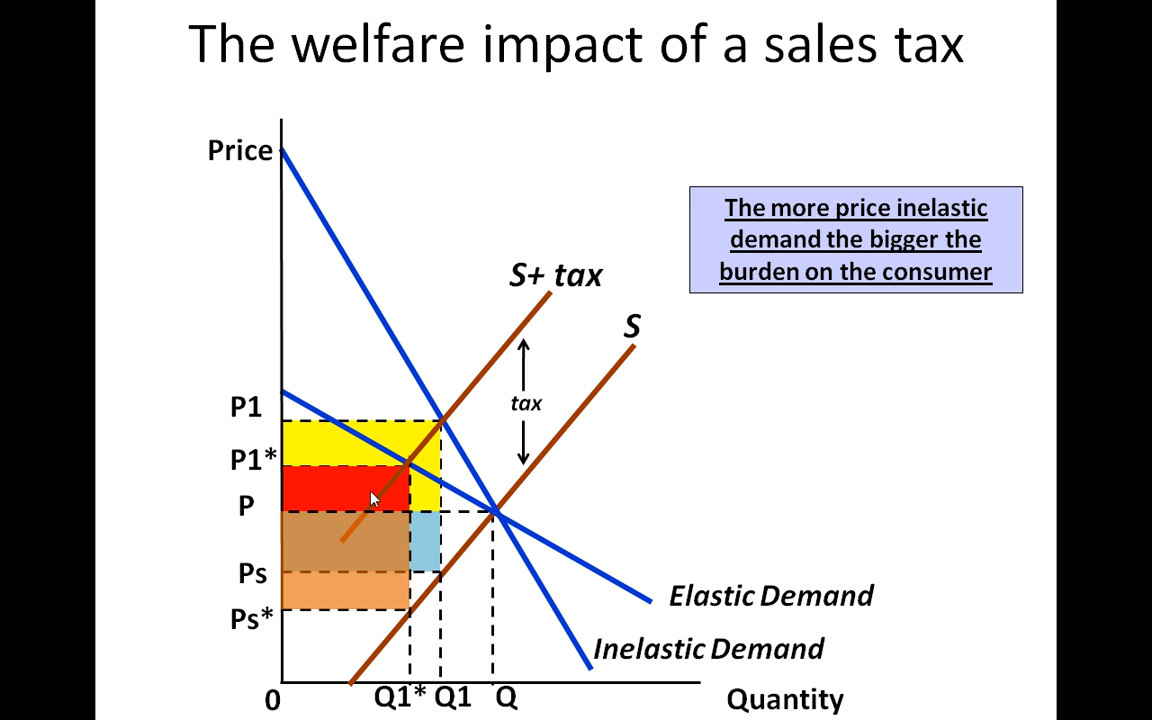 The welfare impact of a sales tax
Price
The more price inelastic
demand the bigger the
burden on the consumer
S+ tax
S
tax
P1
P1*
P
Ps
Ps*
Elastic Demand
Inelastic Demand
0
Q1* Q1 Q
Quantity